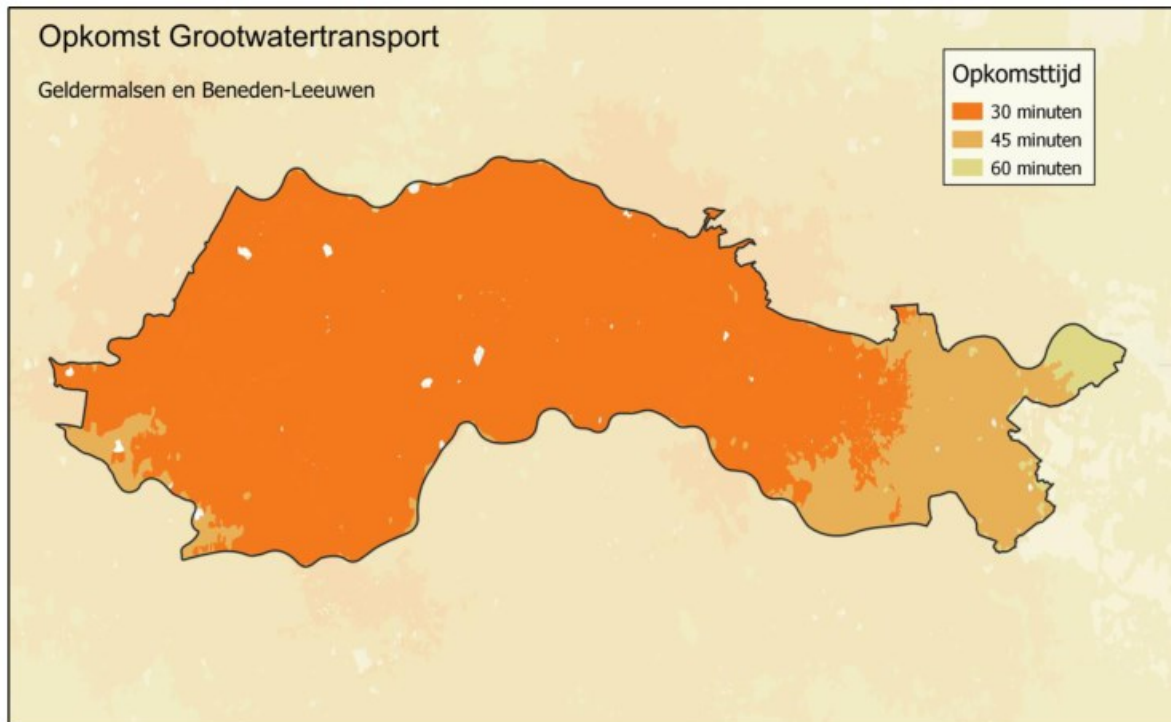 Opkomst Grootwatertransport
Geldermalsen en Beneden-Leeuwen
Opkomsttijd
30 minuten
45 minuten
60 minuten